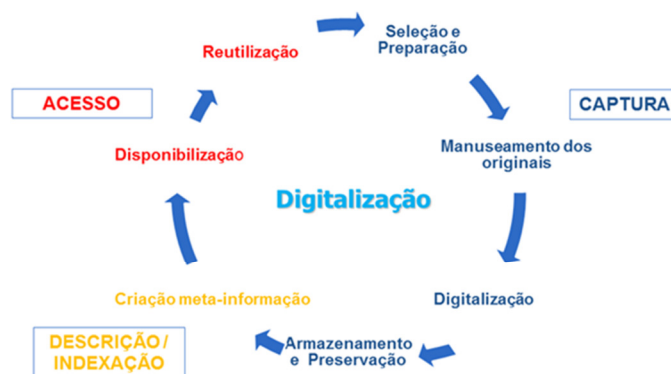 Seleção e
Preparação
Reutilização
ACESSO
CAPTURA
Manuseamento dos
originais
Disponibilização
Digitalização
Criação meta-informação
Digitalização
DESCRIÇÃO /
INDEXAÇÃO
Armazenamento
e Preservação